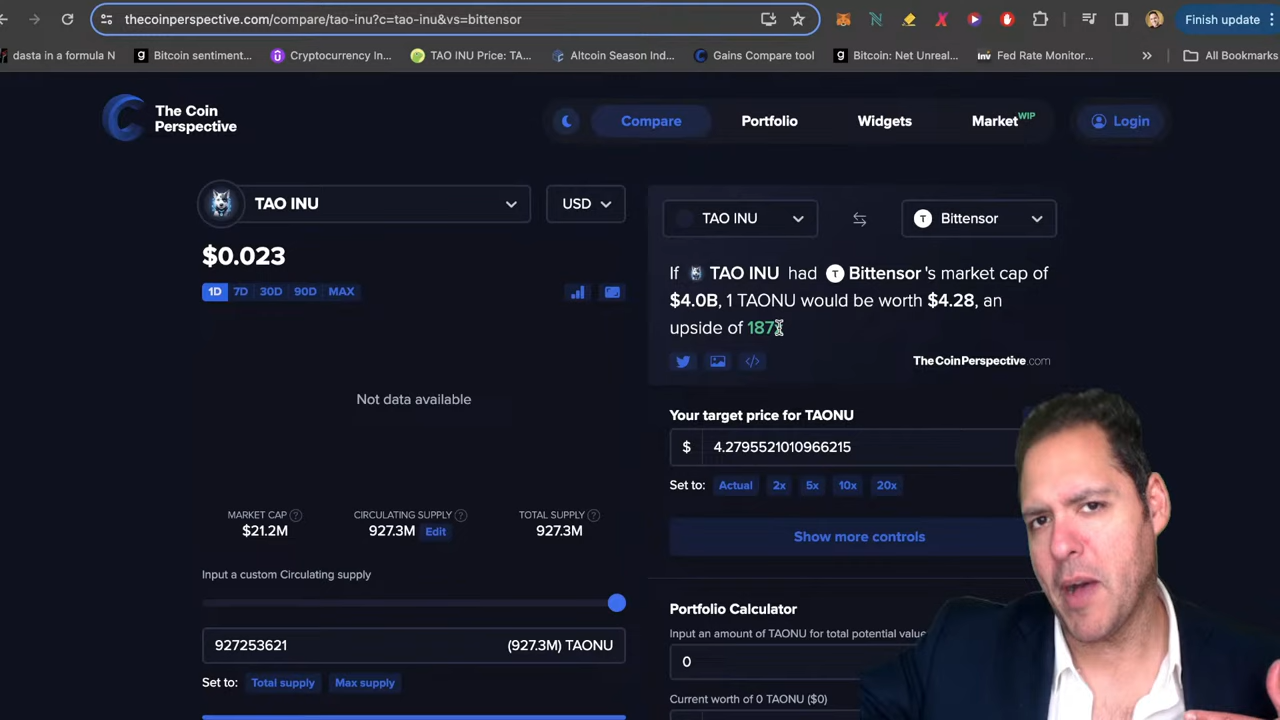 thecoinperspective.com/compare/tao-inu?c=tao-inu&vs=bittensor
Finish update
dasta in a formula N
Bitcoin sentiment...
Cryptocurrency In...
TAO INU Price: TA...
Altcoin Season Ind...
Gains Compare tool
Bitcoin: Net Unreal...
Fed Rate Monitor...
»
All Bookmarks
The Coin
Perspective
Compare
Portfolio
Widgets
Market WIP
Login
TAO INU
USD
$0.023
1D 7D 30D 90D MAX
Not data available
MARKET CAP
$21.2M
CIRCULATING SUPPLY
927.3M Edit
TOTAL SUPPLY
927.3M
Input a custom Circulating supply
927253621 (927.3M) TAONU
Set to: Total supply Max supply
TAO INU
Bittensor
If TAO INU had Bittensor 's market cap of
$4.0B, 1 TAONU would be worth $4.28, an
upside of 187
TheCoinPerspective.com
Your target price for TAONU
$ 4.2795521010966215
Set to: Actual 2x 5x 10x 20x
Show more controls
Portfolio Calculator
Input an amount of TAONU for total potential value
0
Current worth of 0 TAONU ($0)